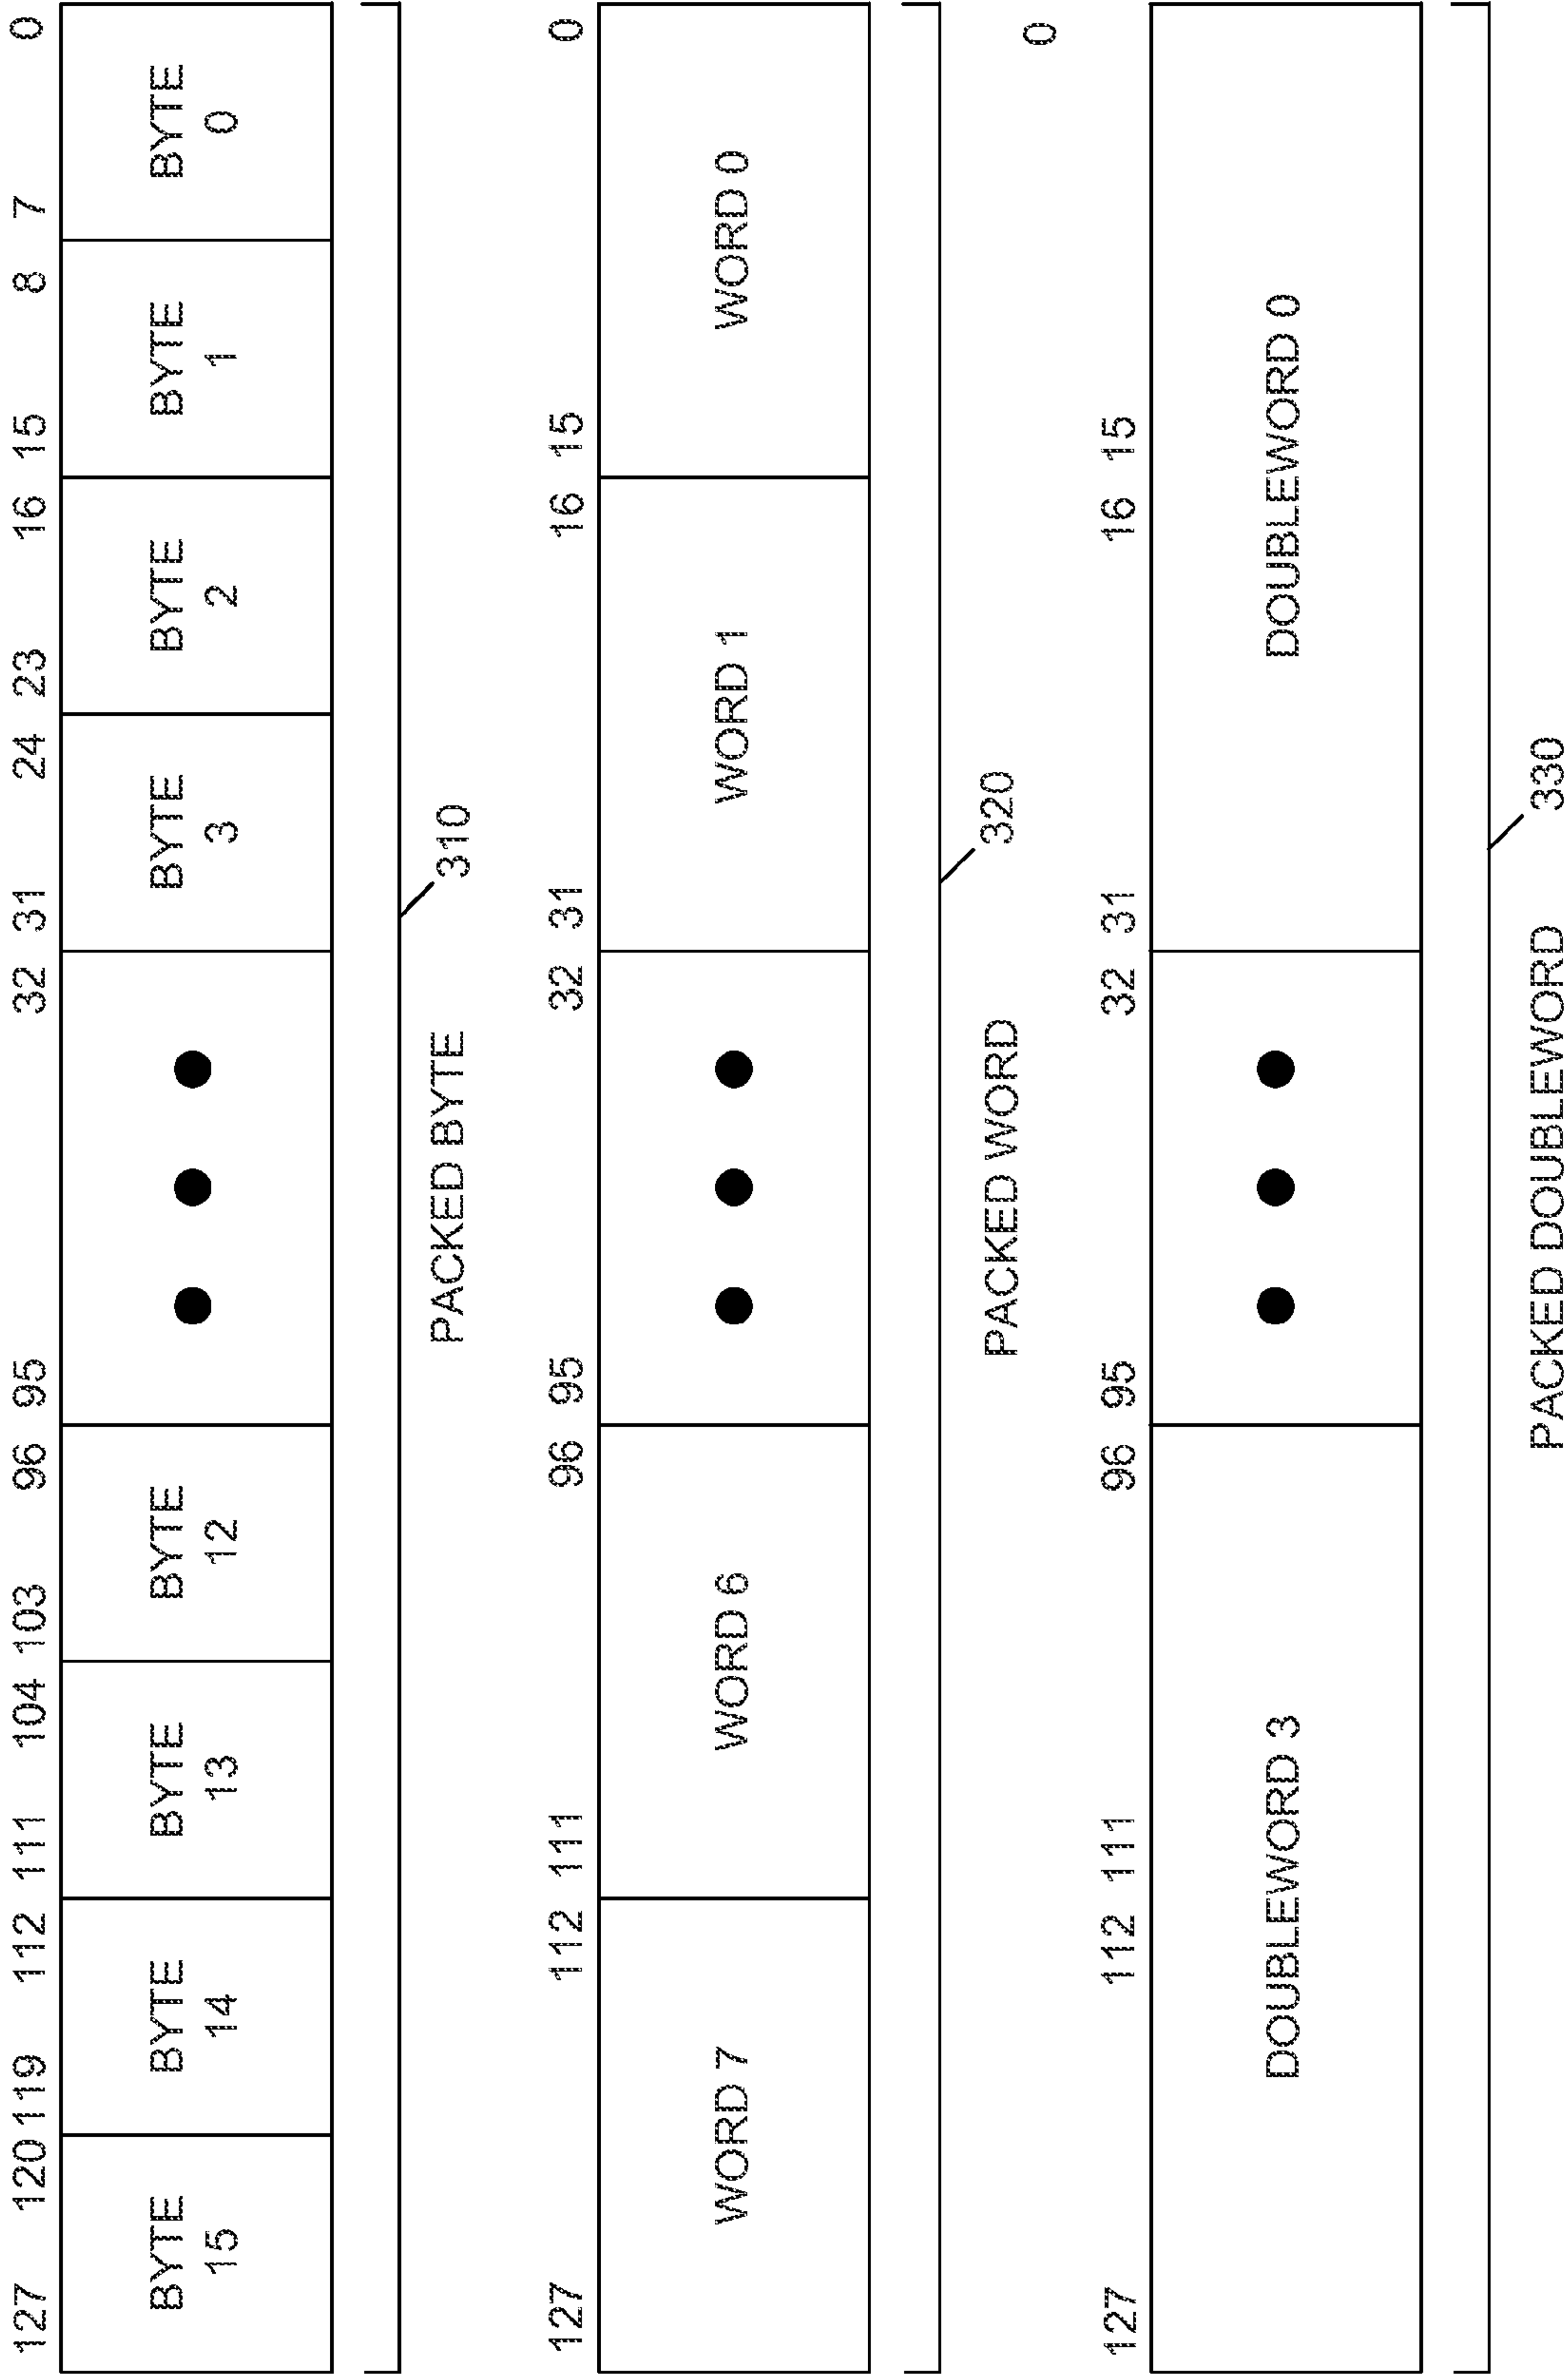 127 120 119 112 111 104 103 96 95 32 31 24 23 16 15 8 7 0
BYTE 15 BYTE 14 BYTE 13 BYTE 12 BYTE 3 BYTE 2 BYTE 1 BYTE 0
310
PACKED BYTE
127 112 111 96 95 32 31 16 15 0
WORD 7 WORD 6 WORD 1 WORD 0
320
PACKED WORD
0
127 112 111 96 95 32 31 16 15
DOUBLEWORD 3 DOUBLEWORD 0
330
PACKED DOUBLEWORD